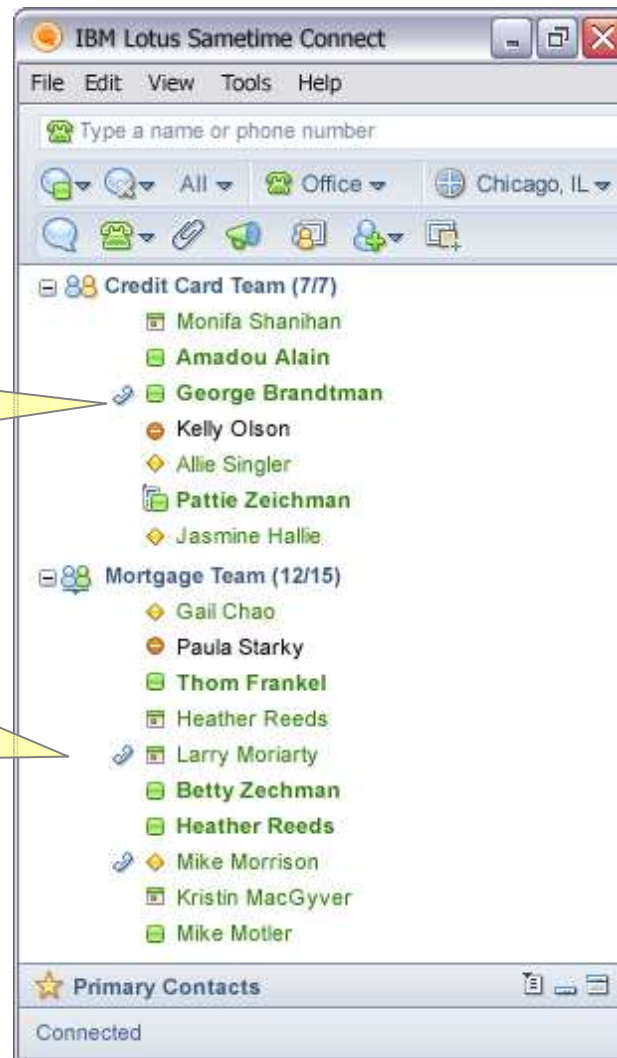 IBM Lotus Sametime Connect
File Edit View Tools Help
Type a name or phone number
All Office Chicago, IL
Credit Card Team (7/7)
Monifa Shanihan
Amadou Alain
George Brandtman
Kelly Olson
Allie Singler
Pattie Zeichman
Jasmine Hallie
Mortgage Team (12/15)
Gail Chao
Paula Starky
Thom Frankel
Heather Reeds
Larry Moriarty
Betty Zechman
Heather Reeds
Mike Morrison
Kristin MacGyver
Mike Motler
Primary Contacts
Connected